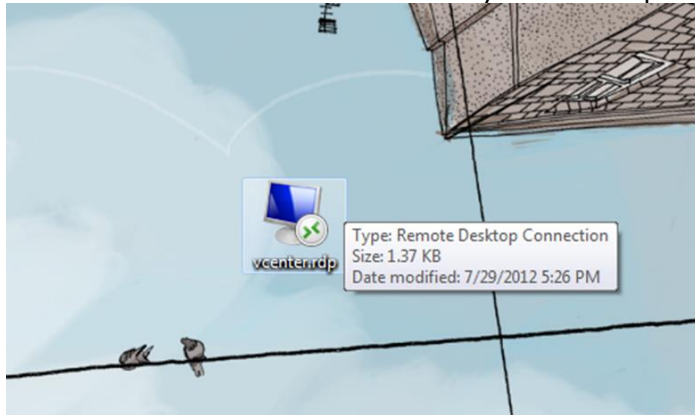 vcenter.rdp
Type: Remote Desktop Connection
Size: 1.37 KB
Date modified: 7/29/2012 5:26 PM